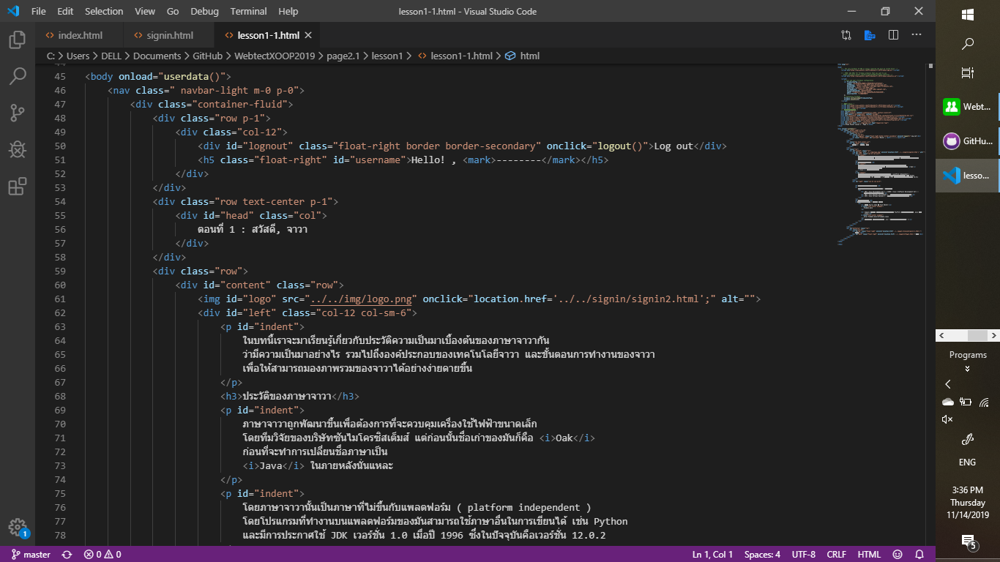 File Edit Selection View Go Debug Terminal Help
lesson1-1.html - Visual Studio Code
index.html signin.html lesson1-1.html
C: > Users > DELL > Documents > GitHub > WebtectXOOP2019 > page2.1 > lesson1 > lesson1-1.html > html
44
45 <body onload="userdata()">
46 <nav class=" navbar-light m-0 p-0">
47 <div class="container-fluid">
48 <div class="row p-1">
49 <div class="col-12">
50 <div id="lognout" class="float-right border border-secondary" onclick="logout()">Log out</div>
51 <h5 class="float-right" id="username">Hello! , <mark>--------</mark></h5>
52 </div>
53 </div>
54 <div class="row text-center p-1">
55 <div id="head" class="col">
56 ตอนที่ 1 : สวัสดี, จาวา
57 </div>
58 </div>
59 <div class="row">
60 <div id="content" class="row">
61 <img id="logo" src="../../img/logo.png" onclick="location.href='../../signin/signin2.html';" alt="">
62 <div id="left" class="col-12 col-sm-6">
63 <p id="indent">
64 ในบทนี้เราจะมาเรียนรู้เกี่ยวกับประวัติความเป็นมาเบื้องต้นของภาษาจาวากัน
65 ว่ามีความเป็นมาอย่างไร รวมไปถึงองค์ประกอบของเทคโนโลยีจาวา และขั้นตอนการทำงานของจาวา
66 เพื่อให้สามารถมองภาพรวมของจาวาได้อย่างง่ายดายขึ้น
67 </p>
68 <h3>ประวัติของภาษาจาวา</h3>
69 <p id="indent">
70 ภาษาจาวาถูกพัฒนาขึ้นเพื่อต้องการที่จะควบคุมเครื่องใช้ไฟฟ้าขนาดเล็ก
71 โดยทีมวิจัยของบริษัทซันไมโครซิสเต็มส์ แต่ก่อนนั้นชื่อเก่าของมันก็คือ <i>Oak</i>
72 ก่อนที่จะทำการเปลี่ยนชื่อภาษาเป็น
73 <i>Java</i> ในภายหลังนั่นแหละ
74 </p>
75 <p id="indent">
76 โดยภาษาจาวานั้นเป็นภาษาที่ไม่ขึ้นกับแพลตฟอร์ม ( platform independent )
77 โดยโปรแกรมที่ทำงานบนแพลตฟอร์มของมันสามารถใช้ภาษาอื่นในการเขียนได้ เช่น Python
78 และมีการประกาศใช้ JDK เวอร์ชั่น 1.0 เมื่อปี 1996 ซึ่งในปัจจุบันคือเวอร์ชั่น 12.0.2
1
master 0 0 Ln 1, Col 1 Spaces: 4 UTF-8 CRLF HTML
Webt...
GitHu...
lesso...
Programs
ENG
3:36 PM
Thursday
11/14/2019
5